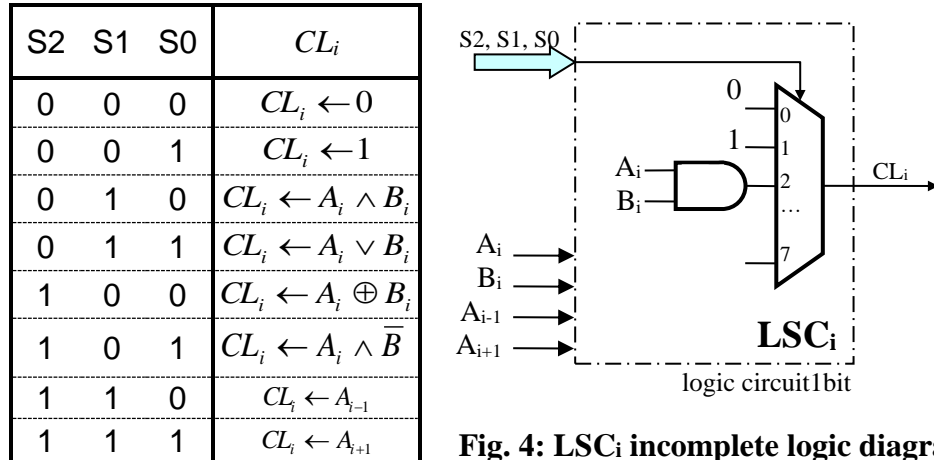 S2 S1 S0 CLᵢ
0 0 0 CLᵢ ← 0
0 0 1 CLᵢ ← 1
0 1 0 CLᵢ ← Aᵢ ∧ Bᵢ
0 1 1 CLᵢ ← Aᵢ ∨ Bᵢ
1 0 0 CLᵢ ← Aᵢ ⊕ Bᵢ
1 0 1 CLᵢ ← Aᵢ ∧ B̅
1 1 0 CLᵢ ← Aᵢ₋₁
1 1 1 CLᵢ ← Aᵢ₊₁
S2, S1, S0
0 0
1 1
Aᵢ
Bᵢ
2
…
7
CLᵢ
Aᵢ
Bᵢ
Aᵢ₋₁
Aᵢ₊₁
LSCᵢ
logic circuit1bit
Fig. 4: LSCᵢ incomplete logic diagra